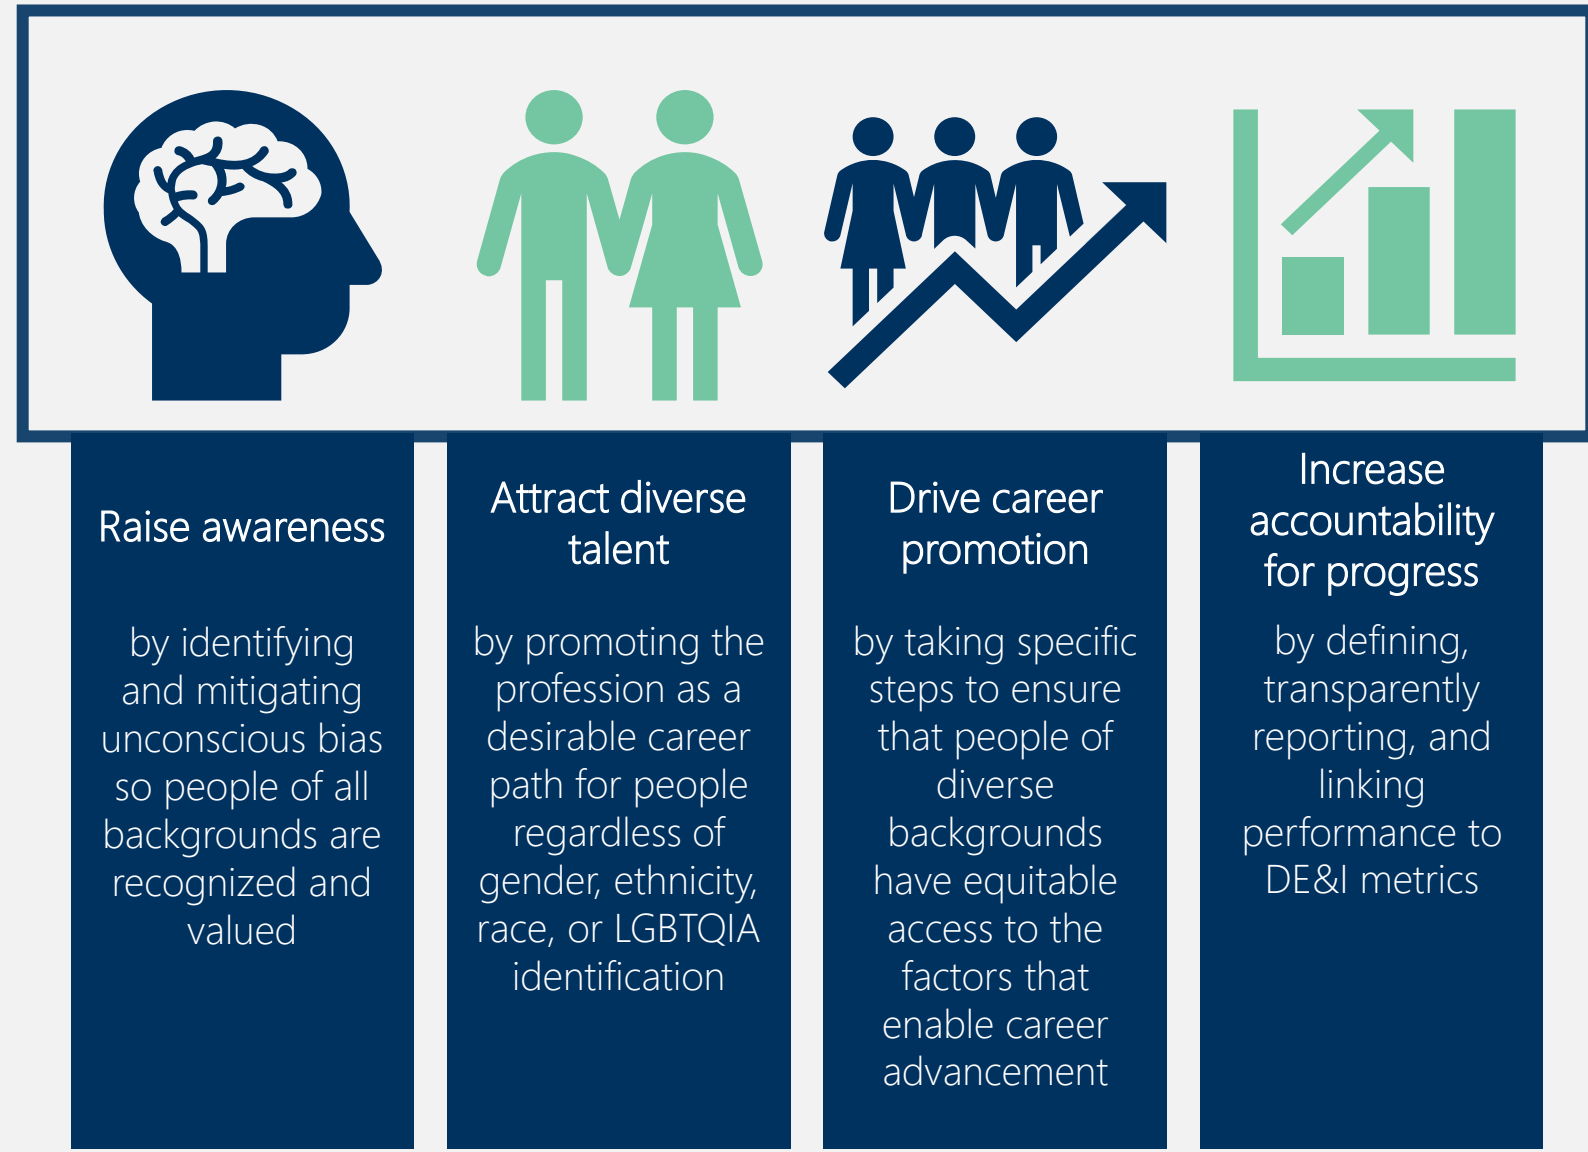 Raise awareness
by identifying
and mitigating
unconscious bias
so people of all
backgrounds are
recognized and
valued
Attract diverse
talent
by promoting the
profession as a
desirable career
path for people
regardless of
gender, ethnicity,
race, or LGBTQIA
identification
Drive career
promotion
by taking specific
steps to ensure
that people of
diverse
backgrounds
have equitable
access to the
factors that
enable career
advancement
Increase
accountability
for progress
by defining,
transparently
reporting, and
linking
performance to
DE&I metrics